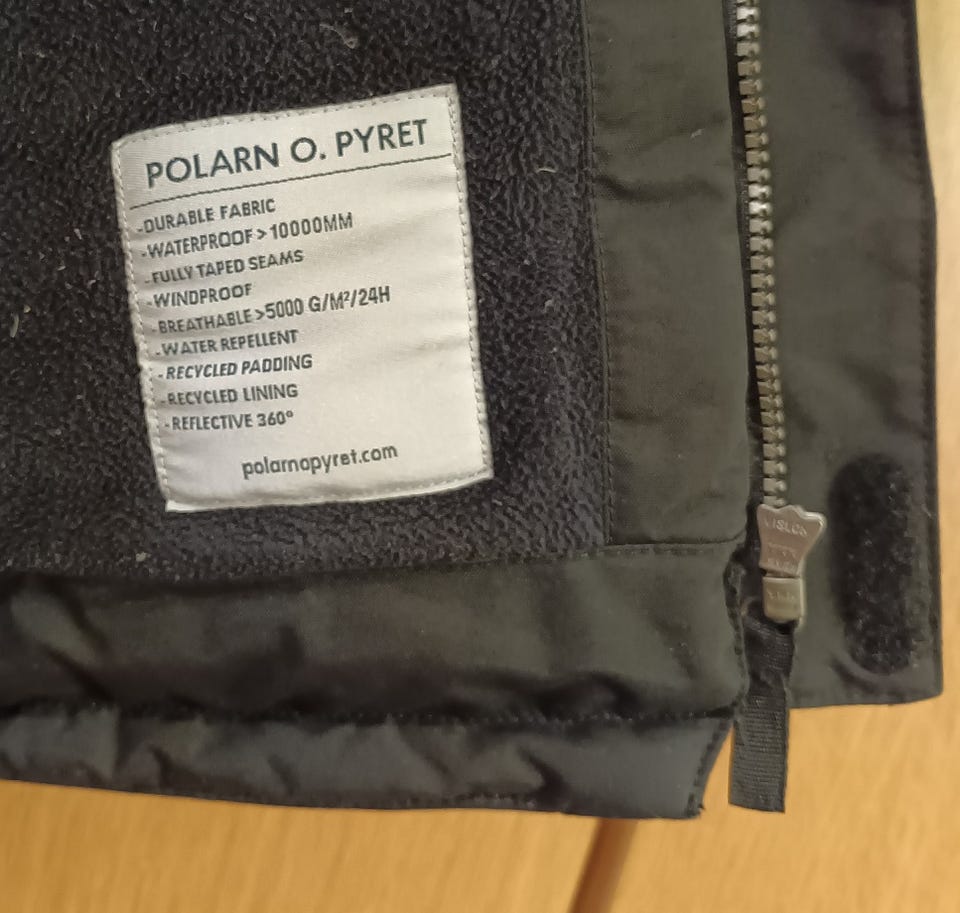 POLARN O. PYRET
-DURABLE FABRIC
-WATERPROOF>10000MM
-FULLY TAPED SEAMS
-WINDPROOF
-BREATHABLE>5000 G/M²/24H
-WATER REPELLENT
-RECYCLED PADDING
-RECYCLED LINING
-REFLECTIVE 360°
polarnopyret.com